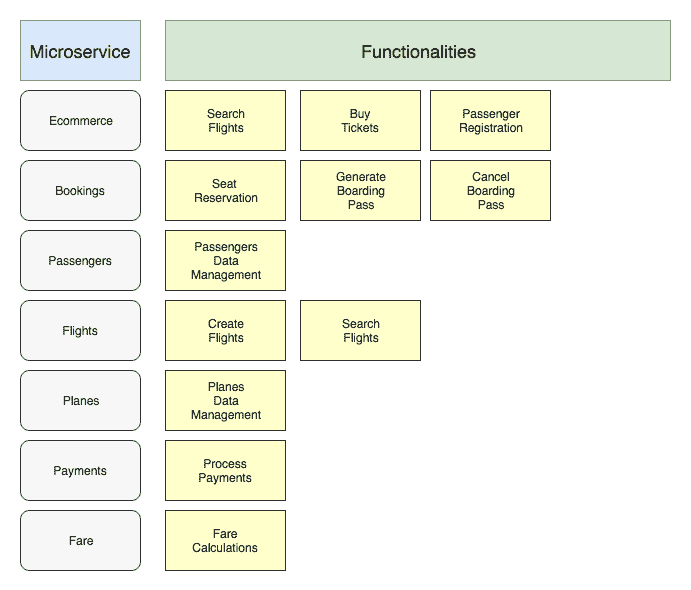 Microservice
Functionalities
Ecommerce
Search
Flights
Buy
Tickets
Passenger
Registration
Bookings
Seat
Reservation
Generate
Boarding
Pass
Cancel
Boarding
Pass
Passengers
Passengers
Data
Management
Flights
Create
Flights
Search
Flights
Planes
Planes
Data
Management
Payments
Process
Payments
Fare
Fare
Calculations